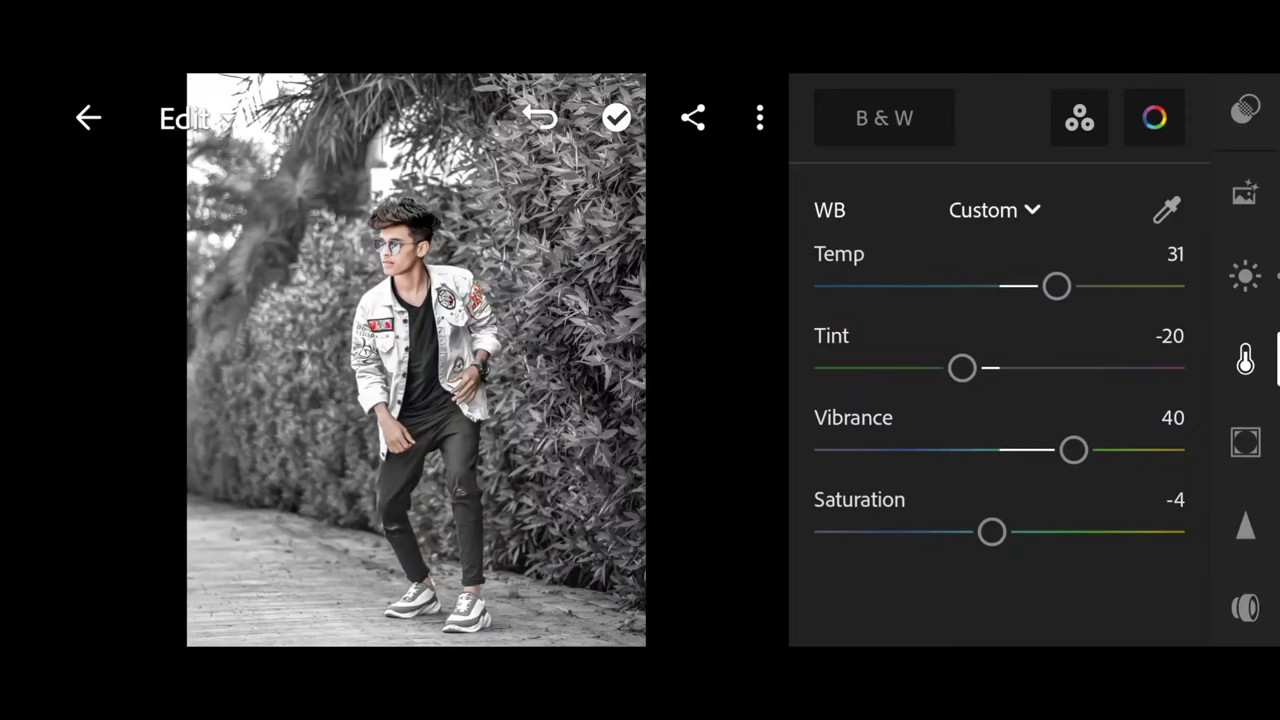 Edit
B & W
WB Custom
Temp 31
Tint -20
Vibrance 40
Saturation -4